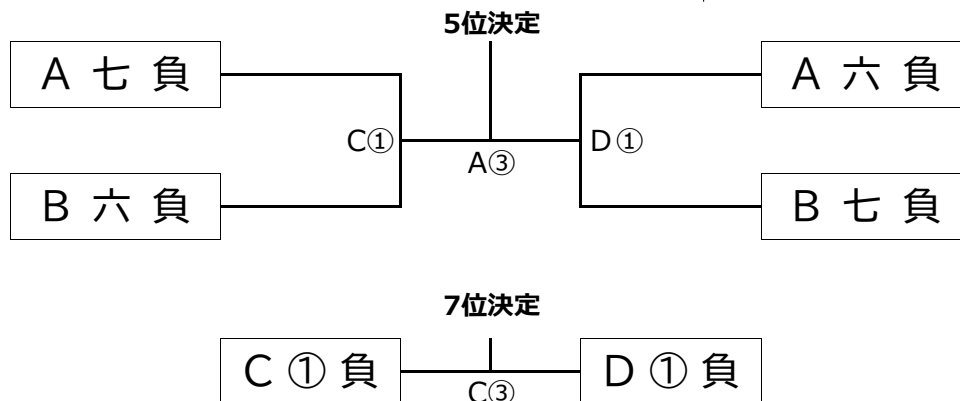 5位決定
A 七 負
A 六 負
C①
D①
A③
B 六 負
B 七 負
7位決定
C ① 負
D ① 負
C③